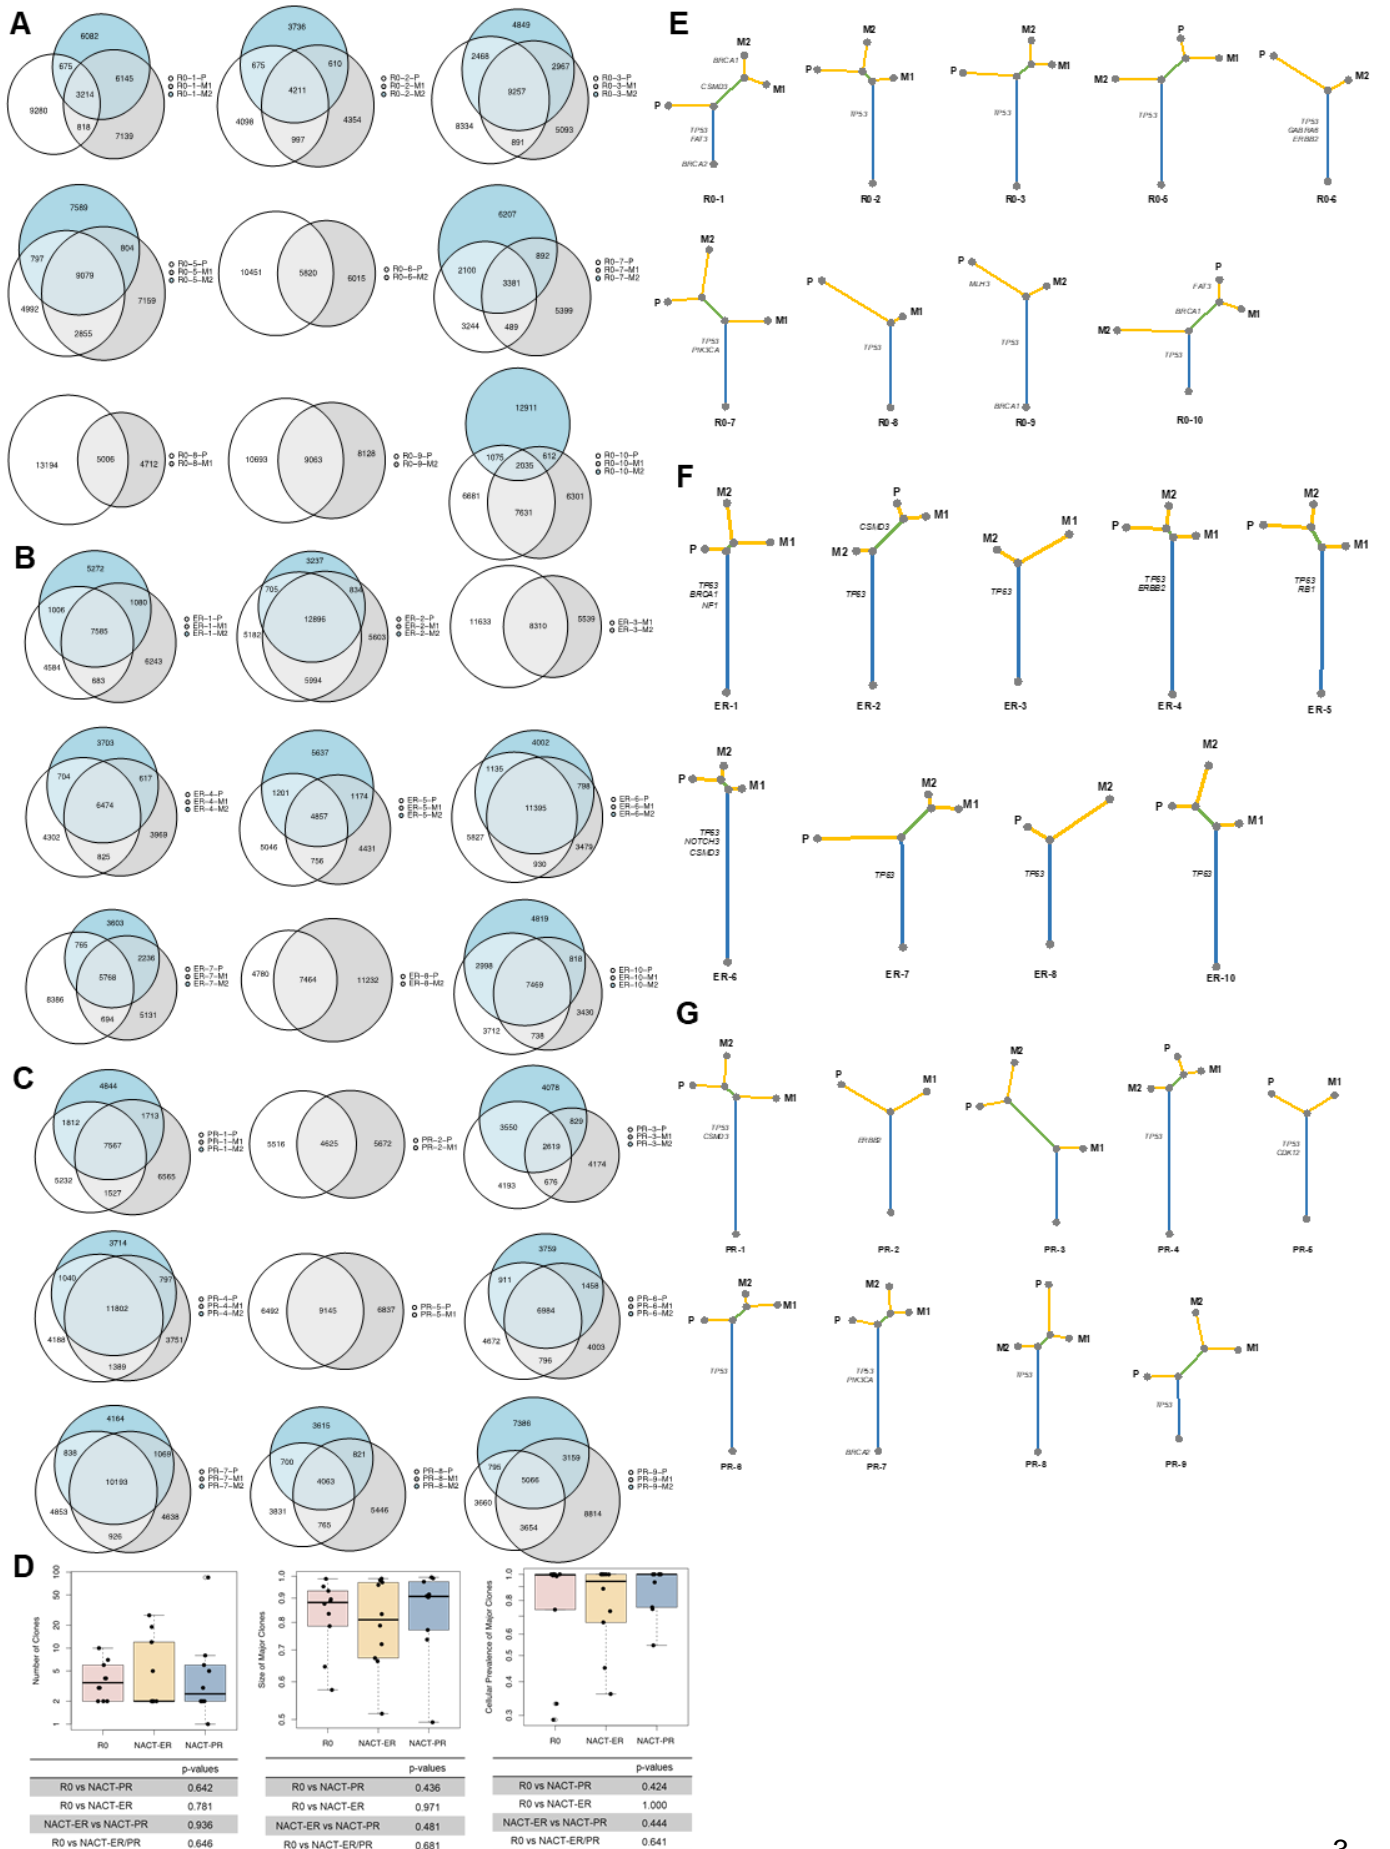 A
6082
675
6145
3214
9280
818
7139
R0-1-P
R0-1-M1
R0-1-M2
3736
675
610
4211
4098
997
4354
R0-2-P
R0-2-M1
R0-2-M2
4849
2468
2967
9257
8334
891
5093
R0-3-P
R0-3-M1
R0-3-M2
7589
797
804
9079
4992
2855
7159
R0-5-P
R0-5-M1
R0-5-M2
10451
5820
6015
R0-6-P
R0-6-M2
6207
2100
892
3381
3244
489
5399
R0-7-P
R0-7-M1
R0-7-M2
13194
5006
4712
R0-8-P
R0-8-M1
10693
9063
8128
R0-9-P
R0-9-M2
12911
1075
612
2035
6681
7631
6301
R0-10-P
R0-10-M1
R0-10-M2
B
5272
1006
1080
7585
4584
683
6243
ER-1-P
ER-1-M1
ER-1-M2
3237
705
834
12896
5182
5994
5603
ER-2-P
ER-2-M1
ER-2-M2
11633
8310
5539
ER-3-M1
ER-3-M2
3703
704
617
6474
4302
825
3969
ER-4-P
ER-4-M1
ER-4-M2
5637
1201
1174
4857
5046
756
4431
ER-5-P
ER-5-M1
ER-5-M2
4002
1135
798
11395
5827
930
3479
ER-6-P
ER-6-M1
ER-6-M2
3603
765
2236
5768
8386
694
5131
ER-7-P
ER-7-M1
ER-7-M2
4780
7464
11232
ER-8-P
ER-8-M2
4819
2998
818
7469
3712
738
3430
ER-10-P
ER-10-M1
ER-10-M2
C
4844
1812
1713
7567
5232
1527
6565
PR-1-P
PR-1-M1
PR-1-M2
5516
4625
5672
PR-2-P
PR-2-M1
4078
3550
829
2619
4193
676
4174
PR-3-P
PR-3-M1
PR-3-M2
3714
1040
797
11802
4188
1389
3751
PR-4-P
PR-4-M1
PR-4-M2
6492
9145
6837
PR-5-P
PR-5-M1
3759
911
1458
6984
4672
796
4003
PR-6-P
PR-6-M1
PR-6-M2
4164
838
1069
10193
4853
926
4638
PR-7-P
PR-7-M1
PR-7-M2
3615
700
821
4063
3831
765
5446
PR-8-P
PR-8-M1
PR-8-M2
7386
795
3159
5066
3660
3654
8814
PR-9-P
PR-9-M1
PR-9-M2
D
Number of Clones
100
50
20
10
5
2
1
R0 NACT-ER NACT-PR
p-values
R0 vs NACT-PR 0.642
R0 vs NACT-ER 0.781
NACT-ER vs NACT-PR 0.936
R0 vs NACT-ER/PR 0.646
Size of Major Clones
1.0
0.9
0.8
0.7
0.6
0.5
R0 NACT-ER NACT-PR
p-values
R0 vs NACT-PR 0.436
R0 vs NACT-ER 0.971
NACT-ER vs NACT-PR 0.481
R0 vs NACT-ER/PR 0.681
Cellular Prevalence of Major Clones
1.0
0.8
0.6
0.5
0.4
0.3
R0 NACT-ER NACT-PR
p-values
R0 vs NACT-PR 0.424
R0 vs NACT-ER 1.000
NACT-ER vs NACT-PR 0.444
R0 vs NACT-ER/PR 0.641
E
M2
BRCA1
CSMD3
M1
P
TP53
FAT3
BRCA2
R0-1
M2
P
M1
TP53
R0-2
M2
P
M1
TP53
R0-3
P
M1
M2
TP53
R0-5
P
M2
TP53
GABRA6
ERBB2
R0-6
M2
P
M1
TP53
PIK3CA
R0-7
P
M1
TP53
R0-8
P
MLH3
M2
TP53
BRCA1
R0-9
P
FAT3
BRCA1
M1
M2
TP53
R0-10
F
M2
P
M1
TP53
BRCA1
NF1
ER-1
P
M1
CSMD3
M2
TP53
ER-2
M1
M2
TP53
ER-3
M2
P
M1
TP53
ERBB2
ER-4
M2
P
M1
TP53
RB1
ER-5
M2
P
M1
TP53
NOTCH3
CSMD3
ER-6
M2
M1
P
TP53
ER-7
M2
P
TP53
ER-8
M2
P
M1
TP53
ER-10
G
M2
P
M1
TP53
CSMD3
PR-1
P
M1
ERBB2
PR-2
M2
P
M1
PR-3
P
M1
M2
TP53
PR-4
P
M1
TP53
CDK12
PR-5
M2
M1
P
TP53
PR-6
M2
M1
P
TP53
PIK3CA
BRCA2
PR-7
P
M1
M2
TP53
PR-8
M2
M1
P
TP53
PR-9